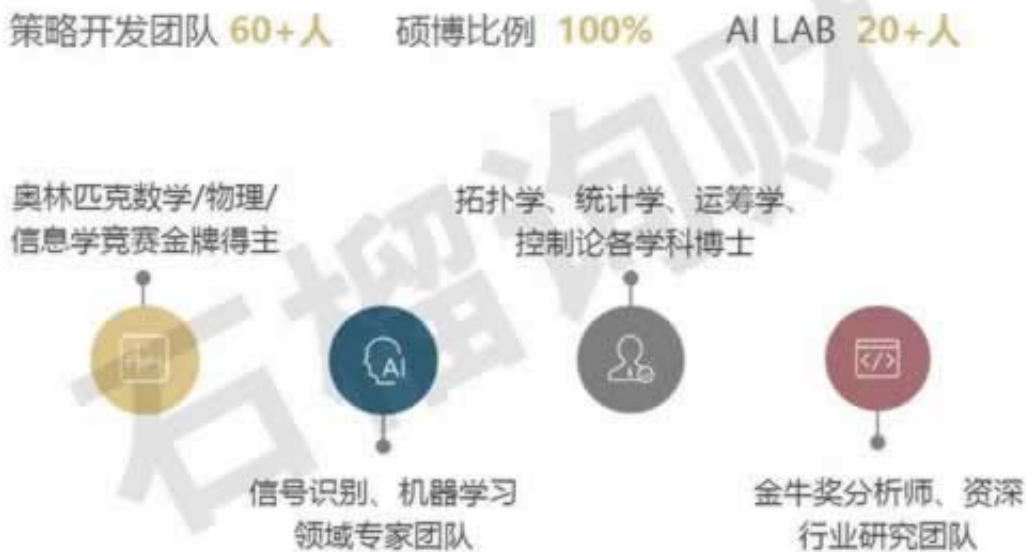 策略开发团队 60+人 硕博比例 100% AI LAB 20+人
奥林匹克数学/物理/
信息学竞赛金牌得主
拓扑学、统计学、运筹学、
控制论各学科博士
AI
</>
信号识别、机器学习
领域专家团队
金牛奖分析师、资深
行业研究团队
石榴询财